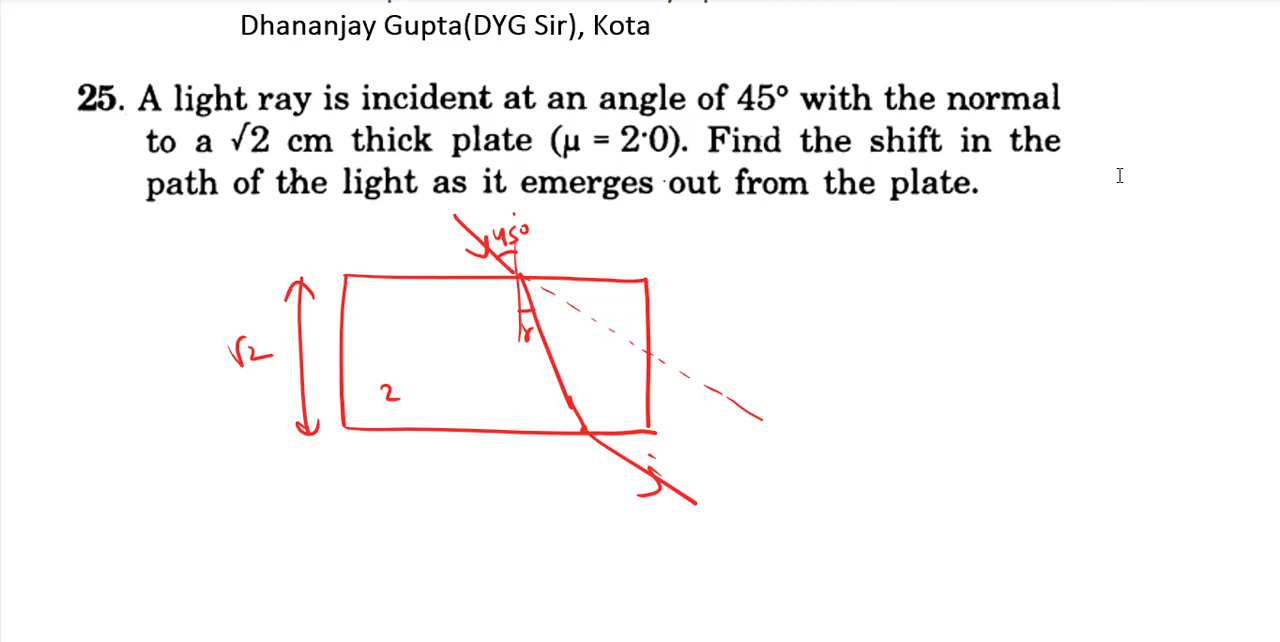 Dhananjay Gupta(DYG Sir), Kota
25. A light ray is incident at an angle of 45° with the normal
to a √2 cm thick plate (μ = 2·0). Find the shift in the
path of the light as it emerges out from the plate.
45°
r
√2
2